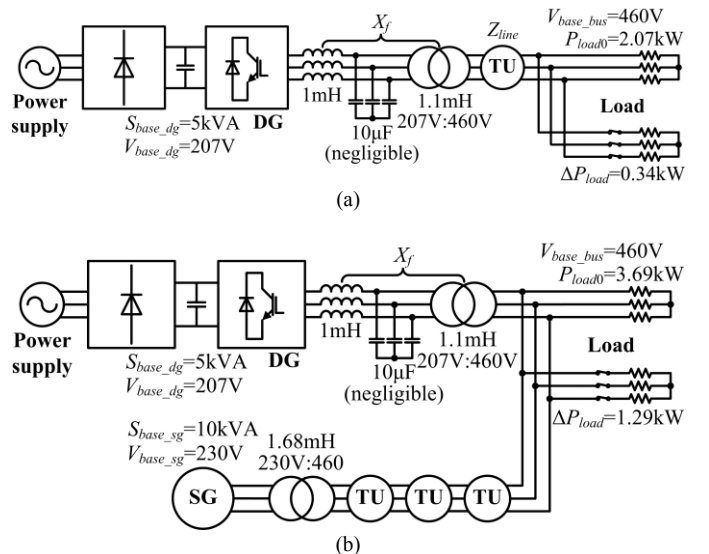 X_f
Z_line
V_base_bus=460V
P_load0=2.07kW
TU
Power supply
1mH
1.1mH
207V:460V
Load
S_base_dg=5kVA
V_base_dg=207V
DG
10μF
(negligible)
ΔP_load=0.34kW
(a)
X_f
V_base_bus=460V
P_load0=3.69kW
Power supply
1mH
1.1mH
207V:460V
Load
S_base_dg=5kVA
V_base_dg=207V
DG
10μF
(negligible)
ΔP_load=1.29kW
S_base_sg=10kVA
V_base_sg=230V
1.68mH
230V:460
SG
TU
TU
TU
(b)